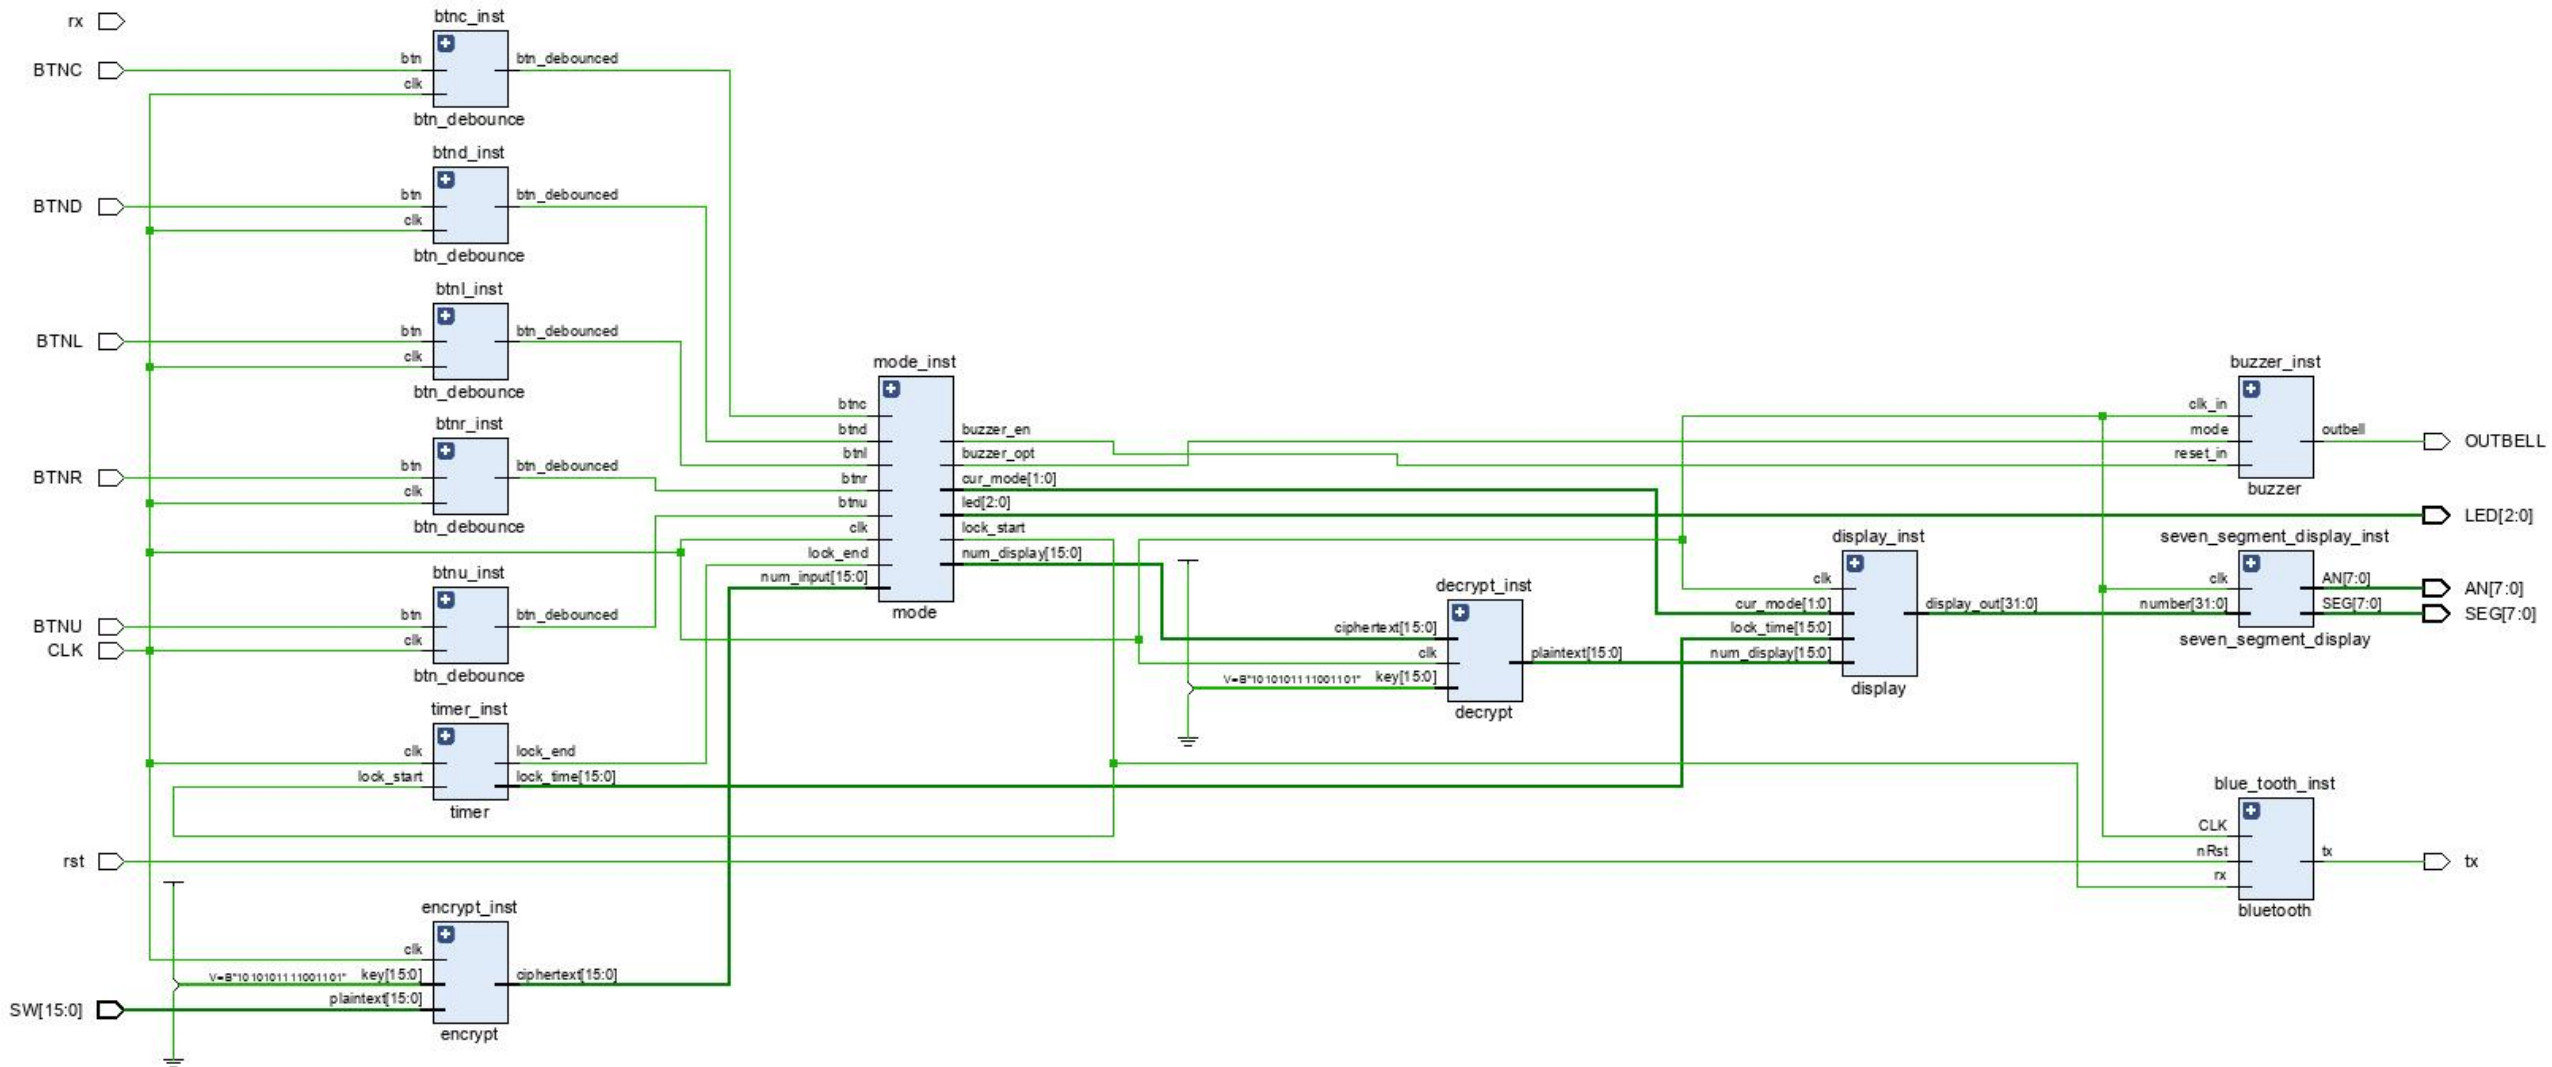 rx
BTNC
BTND
BTNL
BTNR
BTNU
CLK
rst
SW[15:0]
btnc_inst
btn
clk
btn_debounced
btn_debounce
btnd_inst
btn
clk
btn_debounced
btn_debounce
btnl_inst
btn
clk
btn_debounced
btn_debounce
btnr_inst
btn
clk
btn_debounced
btn_debounce
btnu_inst
btn
clk
btn_debounced
btn_debounce
timer_inst
clk
lock_start
lock_end
lock_time[15:0]
timer
encrypt_inst
clk
V=B"1010101111001101" key[15:0]
plaintext[15:0]
ciphertext[15:0]
encrypt
mode_inst
btnc
btnd
btnl
btnr
btnu
clk
lock_end
num_input[15:0]
buzzer_en
buzzer_opt
cur_mode[1:0]
led[2:0]
lock_start
num_display[15:0]
mode
decrypt_inst
ciphertext[15:0]
clk
V=B"1010101111001101" key[15:0]
plaintext[15:0]
decrypt
display_inst
clk
cur_mode[1:0]
lock_time[15:0]
num_display[15:0]
display_out[31:0]
display
buzzer_inst
clk_in
mode
reset_in
outbell
buzzer
seven_segment_display_inst
clk
number[31:0]
AN[7:0]
SEG[7:0]
seven_segment_display
blue_tooth_inst
CLK
nRst
rx
tx
bluetooth
OUTBELL
LED[2:0]
AN[7:0]
SEG[7:0]
tx